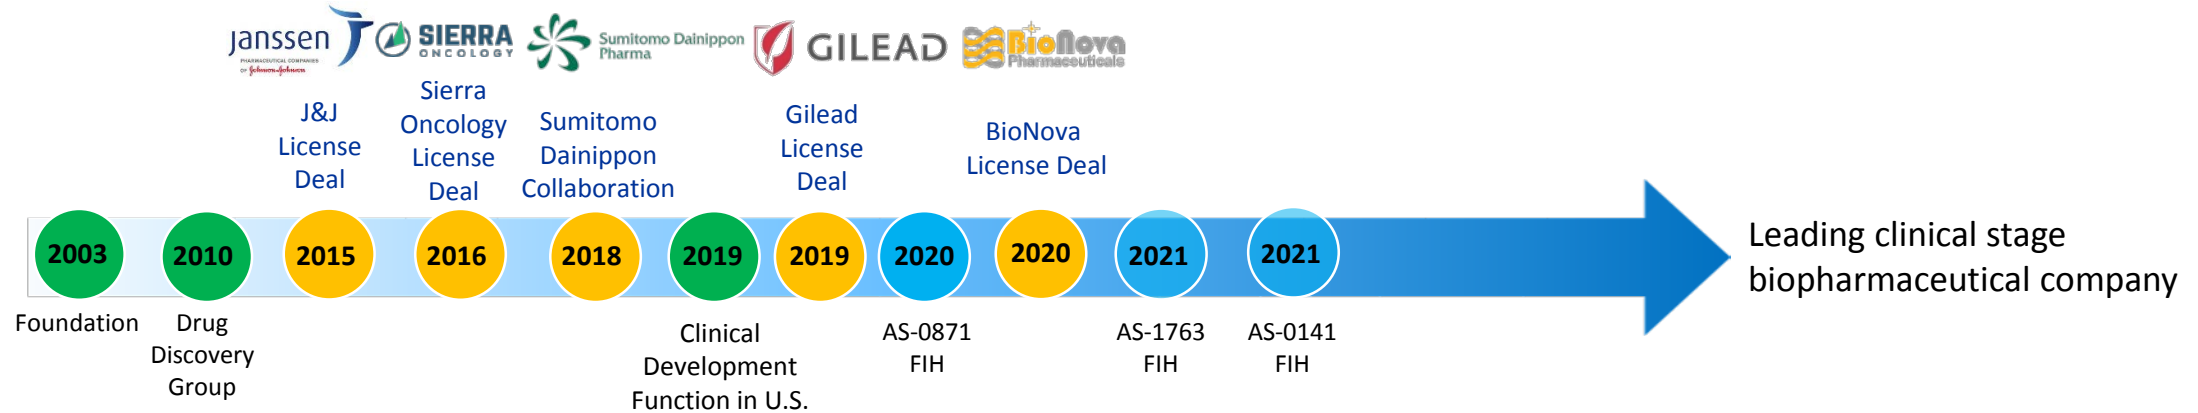 Janssen
PHARMACEUTICAL COMPANIES
OF Johnson & Johnson
SIERRA
ONCOLOGY
Sumitomo Dainippon
Pharma
GILEAD
BioNova
Pharmaceuticals
J&J
License
Deal
Sierra
Oncology
License
Deal
Sumitomo
Dainippon
Collaboration
Gilead
License
Deal
BioNova
License Deal
2003
2010
2015
2016
2018
2019
2019
2020
2020
2021
2021
Foundation
Drug
Discovery
Group
Clinical
Development
Function in U.S.
AS-0871
FIH
AS-1763
FIH
AS-0141
FIH
Leading clinical stage
biopharmaceutical company